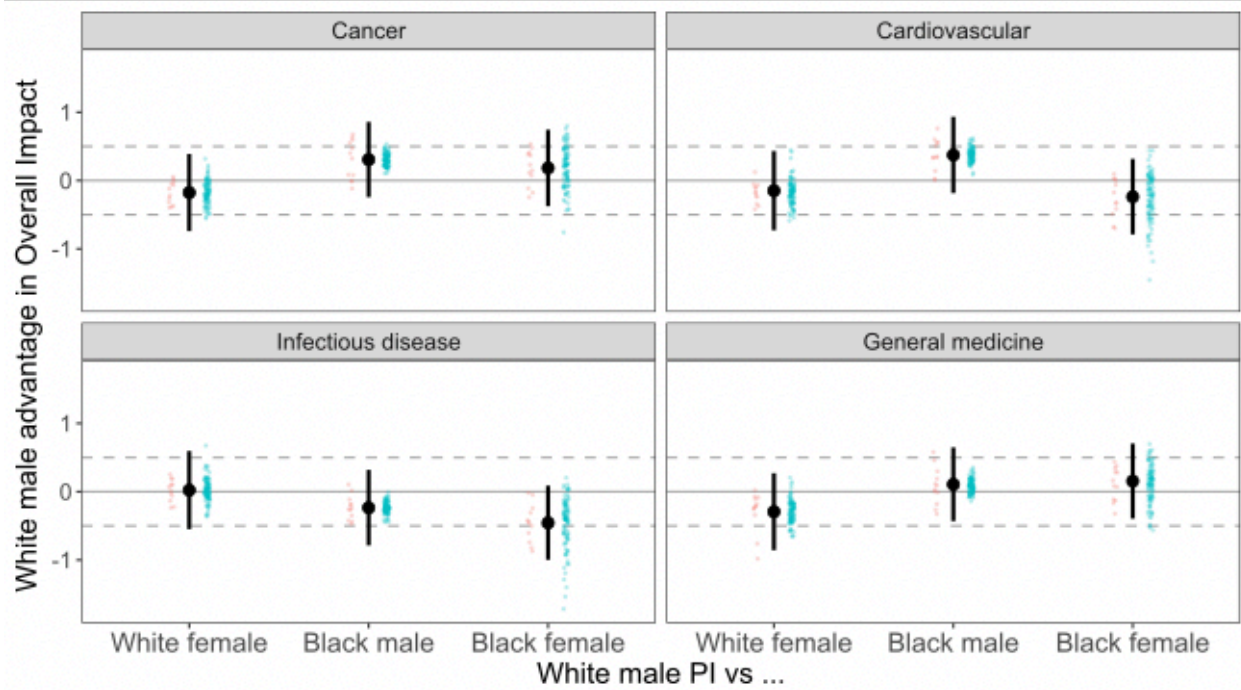 White male advantage in Overall Impact
Cancer
Cardiovascular
1
0
-1
Infectious disease
General medicine
1
0
-1
White female
Black male
Black female
White female
Black male
Black female
White male PI vs ...